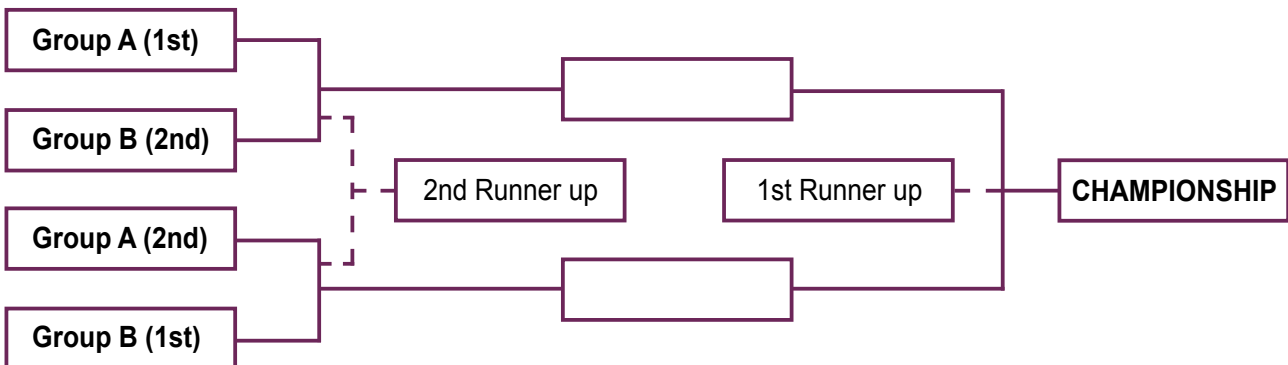 Group A (1st)
Group B (2nd)
2nd Runner up
1st Runner up
CHAMPIONSHIP
Group A (2nd)
Group B (1st)